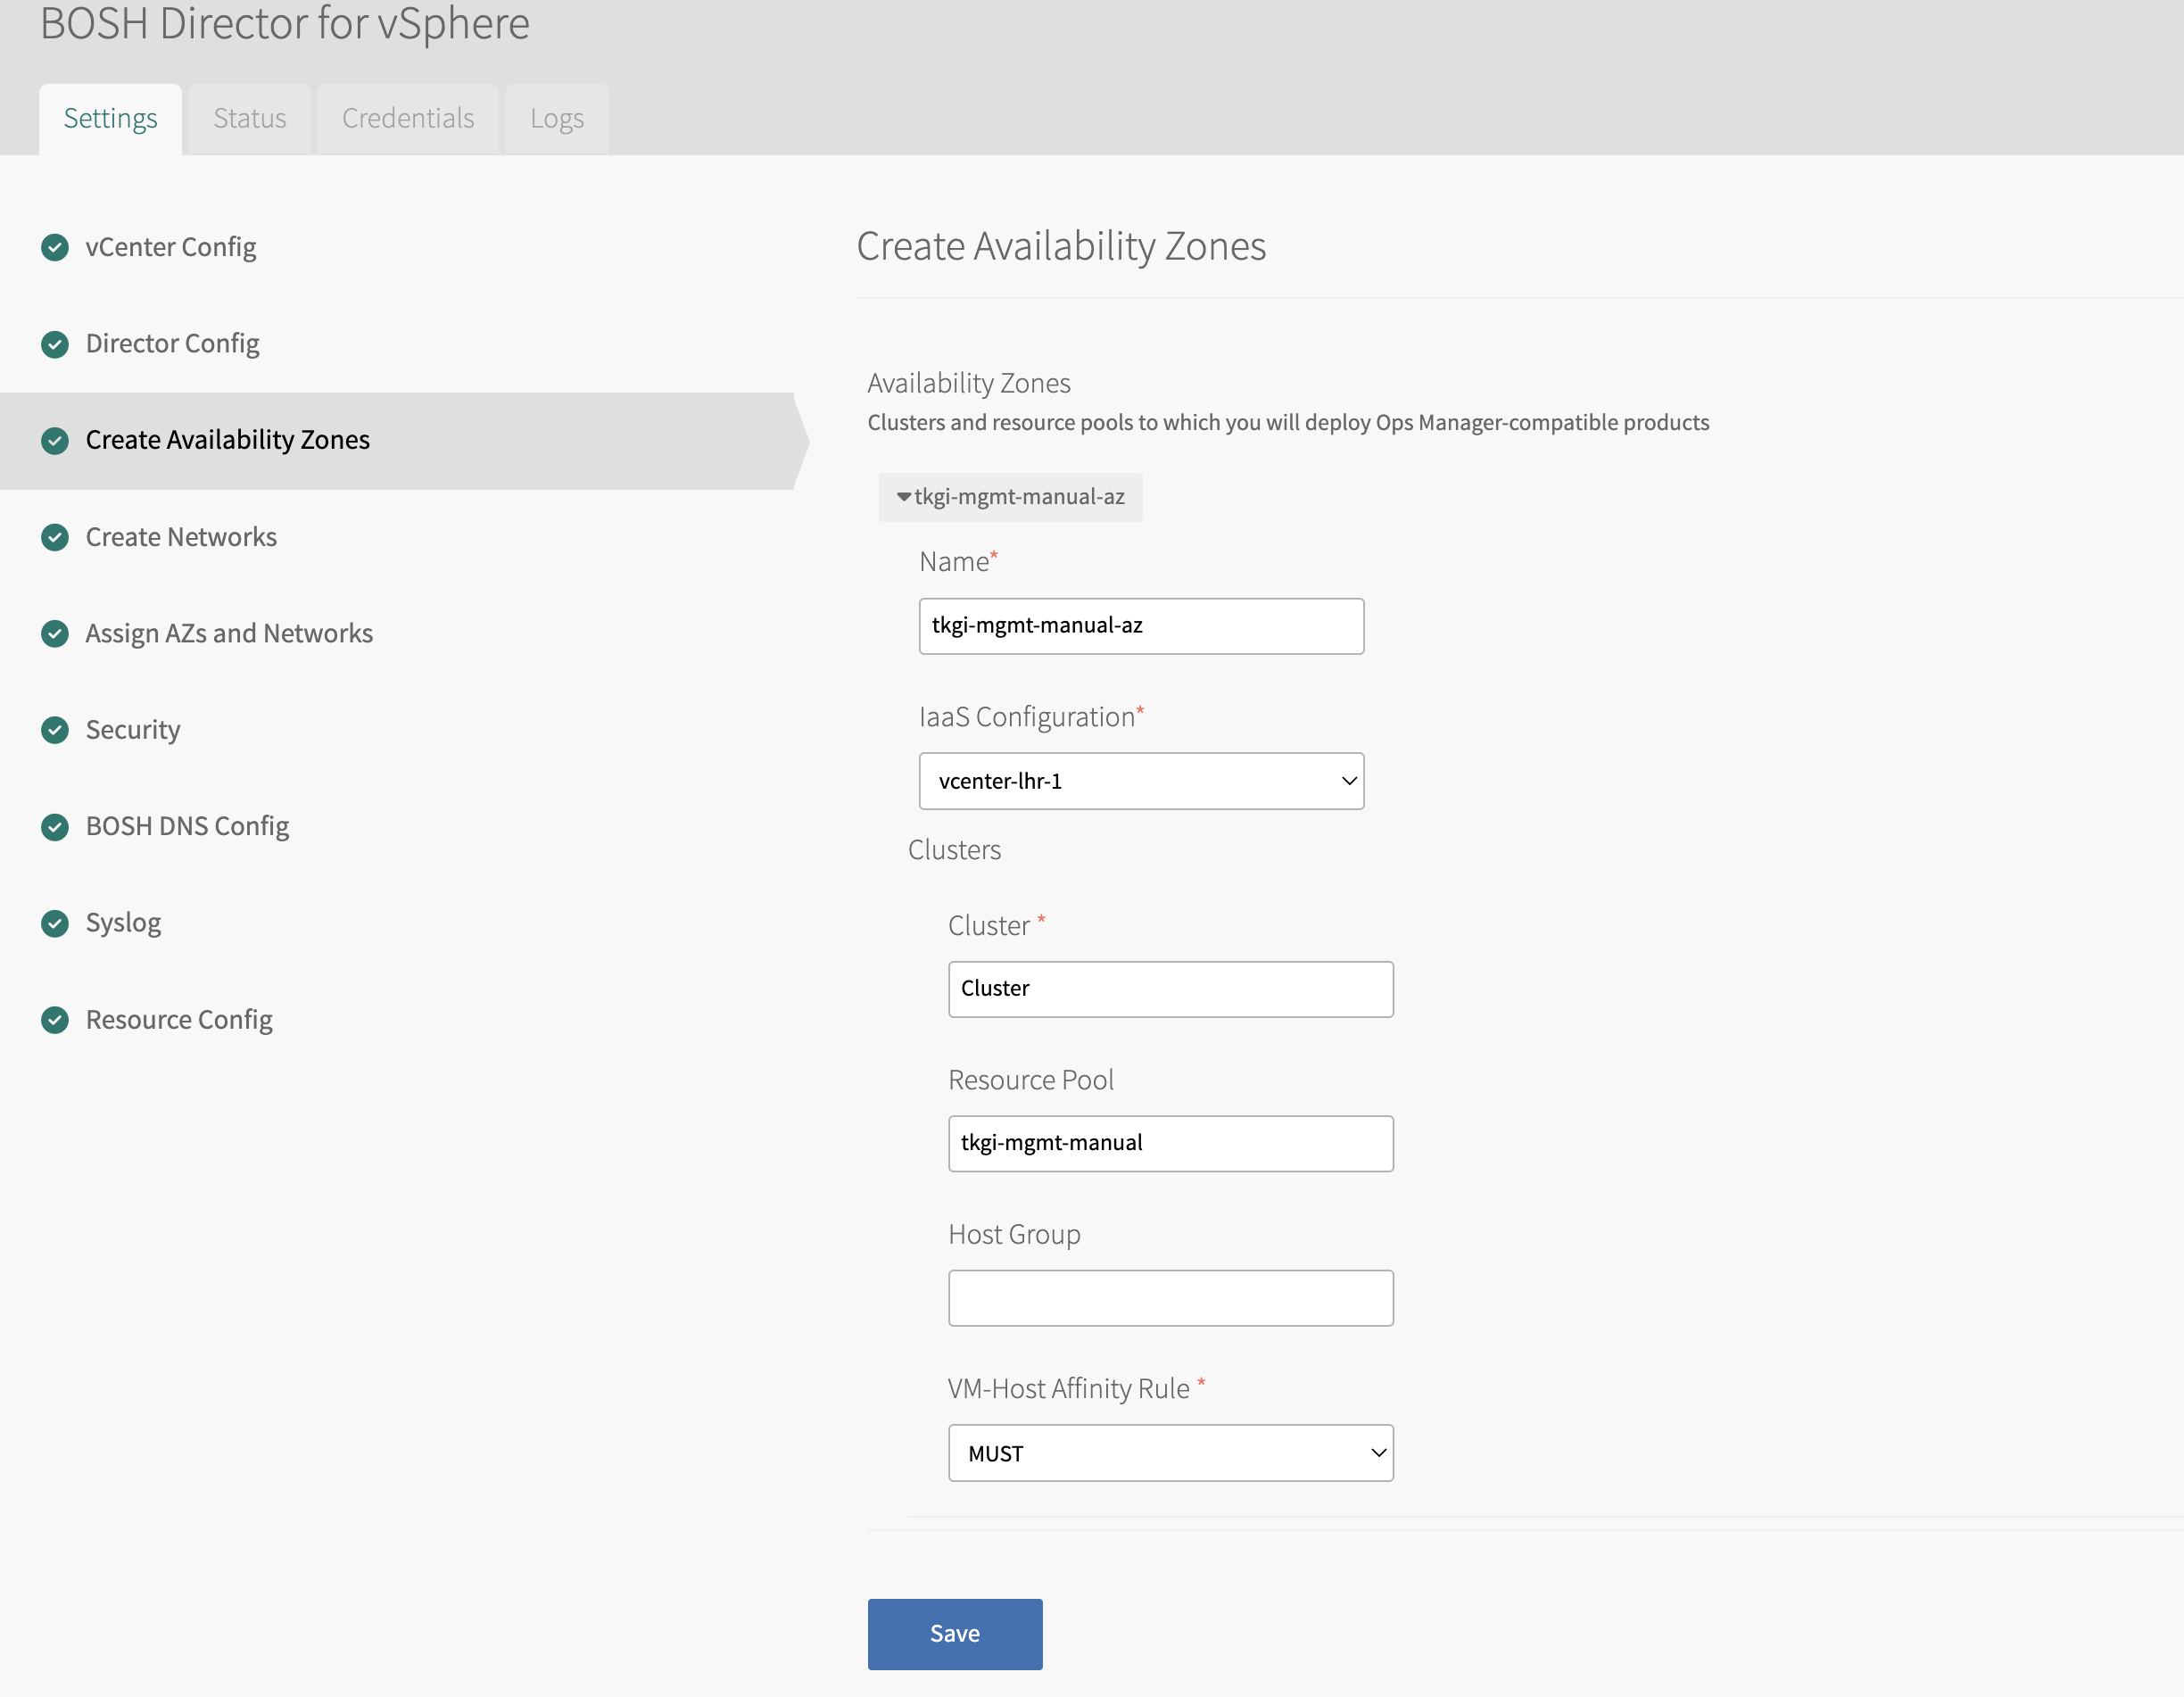 BOSH Director for vSphere
Settings
Status
Credentials
Logs
vCenter Config
Director Config
Create Availability Zones
Create Networks
Assign AZs and Networks
Security
BOSH DNS Config
Syslog
Resource Config
Create Availability Zones
Availability Zones
Clusters and resource pools to which you will deploy Ops Manager-compatible products
tkgi-mgmt-manual-az
Name*
tkgi-mgmt-manual-az
IaaS Configuration*
vcenter-lhr-1
Clusters
Cluster *
Cluster
Resource Pool
tkgi-mgmt-manual
Host Group
VM-Host Affinity Rule *
MUST
Save